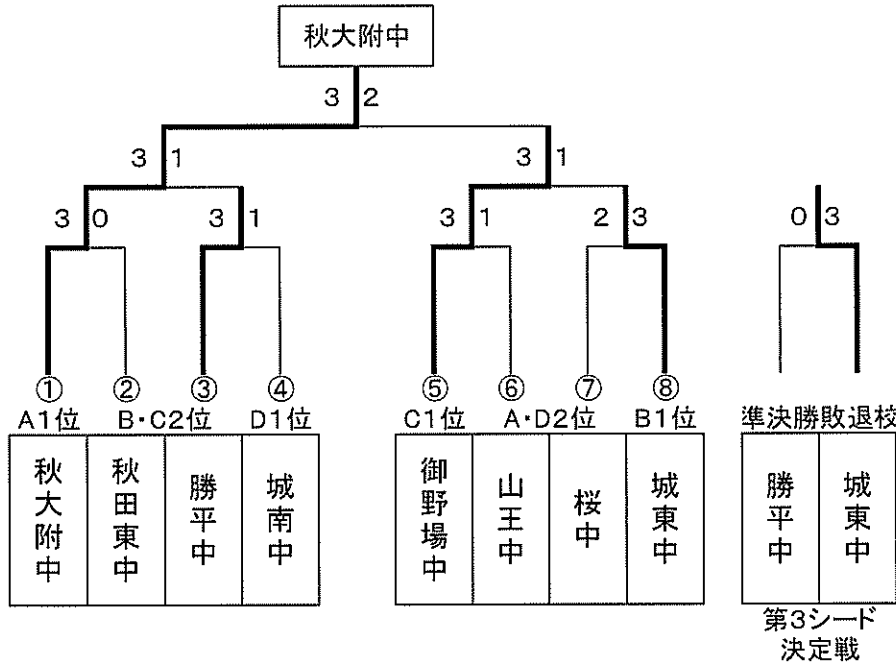 秋大附中
3 2
3 1 3 1
3 0 3 1 3 1 2 3 0 3
① ② ③ ④ ⑤ ⑥ ⑦ ⑧
A1位 B・C2位 D1位 C1位 A・D2位 B1位 準決勝敗退校
秋大附中
秋田東中
勝平中
城南中
御野場中
山王中
桜中
城東中
勝平中
城東中
第3シード
決定戦